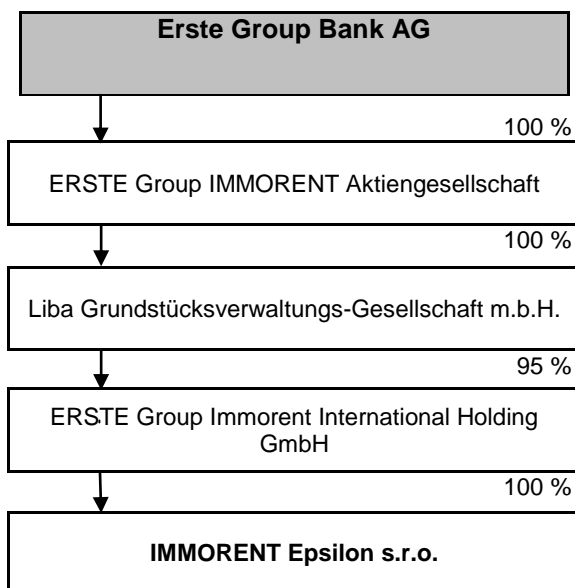 Erste Group Bank AG
100 %
ERSTE Group IMMORENT Aktiengesellschaft
100 %
Liba Grundstücksverwaltungs-Gesellschaft m.b.H.
95 %
ERSTE Group Immorent International Holding
GmbH
100 %
IMMORENT Epsilon s.r.o.